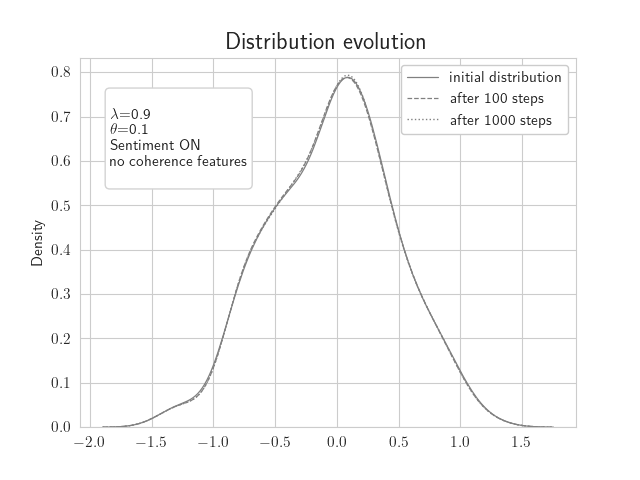 Distribution evolution
λ=0.9
θ=0.1
Sentiment ON
no coherence features
initial distribution
after 100 steps
after 1000 steps
Density
0.8
0.7
0.6
0.5
0.4
0.3
0.2
0.1
0.0
−2.0 −1.5 −1.0 −0.5 0.0 0.5 1.0 1.5